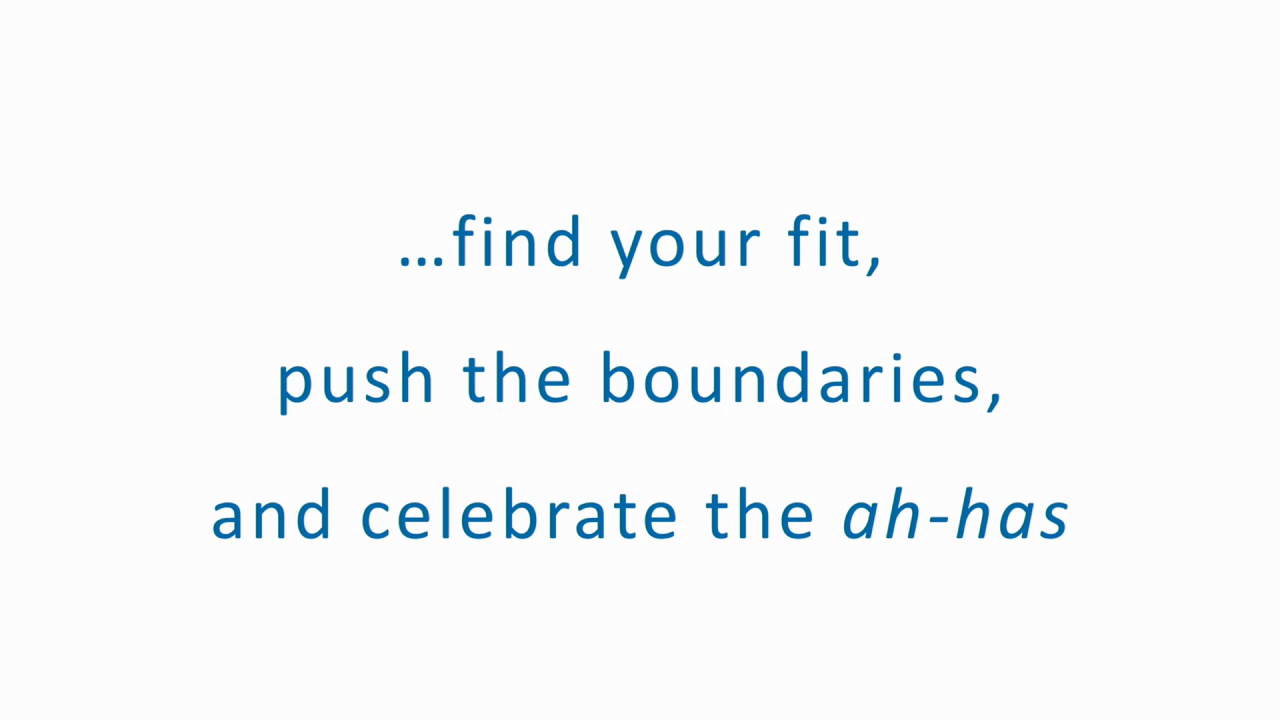 …find your fit,
push the boundaries,
and celebrate the ah-has